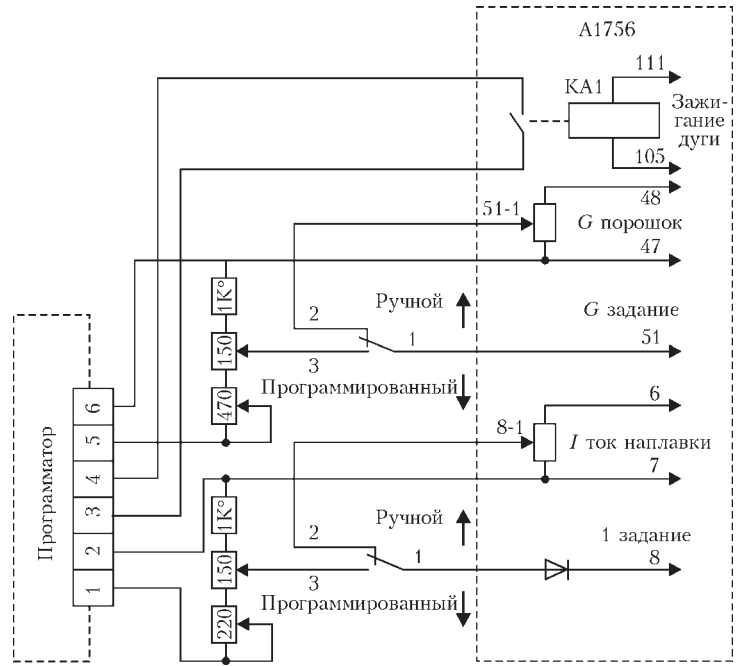 А1756
111
КА1
Зажи-
гание
дуги
105
48
51-1
G порошок
47
1К°
2
Ручной
G задание
150
1
51
3
Программированный
470
6
6
5
8-1
I ток наплавки
4
7
Программатор
3
1К°
Ручной
2
2
1 задание
150
1
8
3
1
Программированный
220